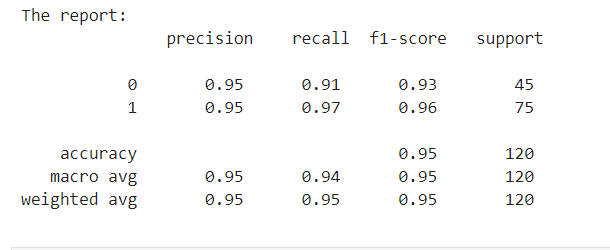 The report:
precision recall f1-score support
0 0.95 0.91 0.93 45
1 0.95 0.97 0.96 75
accuracy 0.95 120
macro avg 0.95 0.94 0.95 120
weighted avg 0.95 0.95 0.95 120